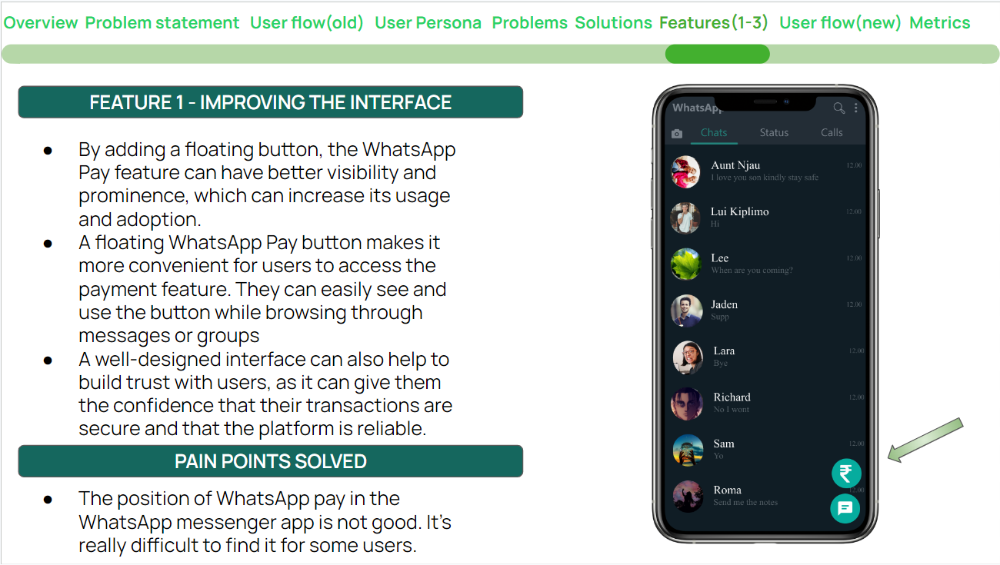 Overview Problem statement User flow(old) User Persona Problems Solutions Features(1-3) User flow(new) Metrics
FEATURE 1 - IMPROVING THE INTERFACE
● By adding a floating button, the WhatsApp
Pay feature can have better visibility and
prominence, which can increase its usage
and adoption.
● A floating WhatsApp Pay button makes it
more convenient for users to access the
payment feature. They can easily see and
use the button while browsing through
messages or groups
● A well-designed interface can also help to
build trust with users, as it can give them
the confidence that their transactions are
secure and that the platform is reliable.
PAIN POINTS SOLVED
● The position of WhatsApp pay in the
WhatsApp messenger app is not good. It's
really difficult to find it for some users.
WhatsApp
Chats Status Calls
Aunt Njau 12.00
I love you son kindly stay safe
Lui Kiplimo 12.00
Hi
Lee 12.00
When are you coming?
Jaden 12.00
Supp
Lara 12.00
Bye
Richard 12.00
No I wont
Sam 12.00
Yo
₹
Roma 12.00
Send me the notes